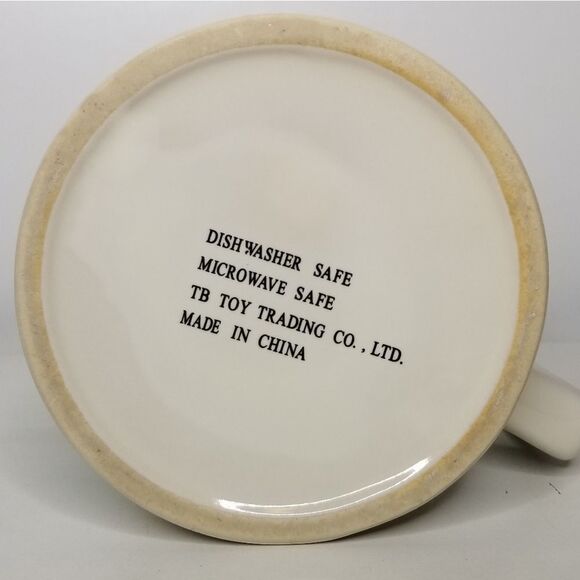 DISHWASHER SAFE
MICROWAVE SAFE
TB TOY TRADING CO., LTD.
MADE IN CHINA